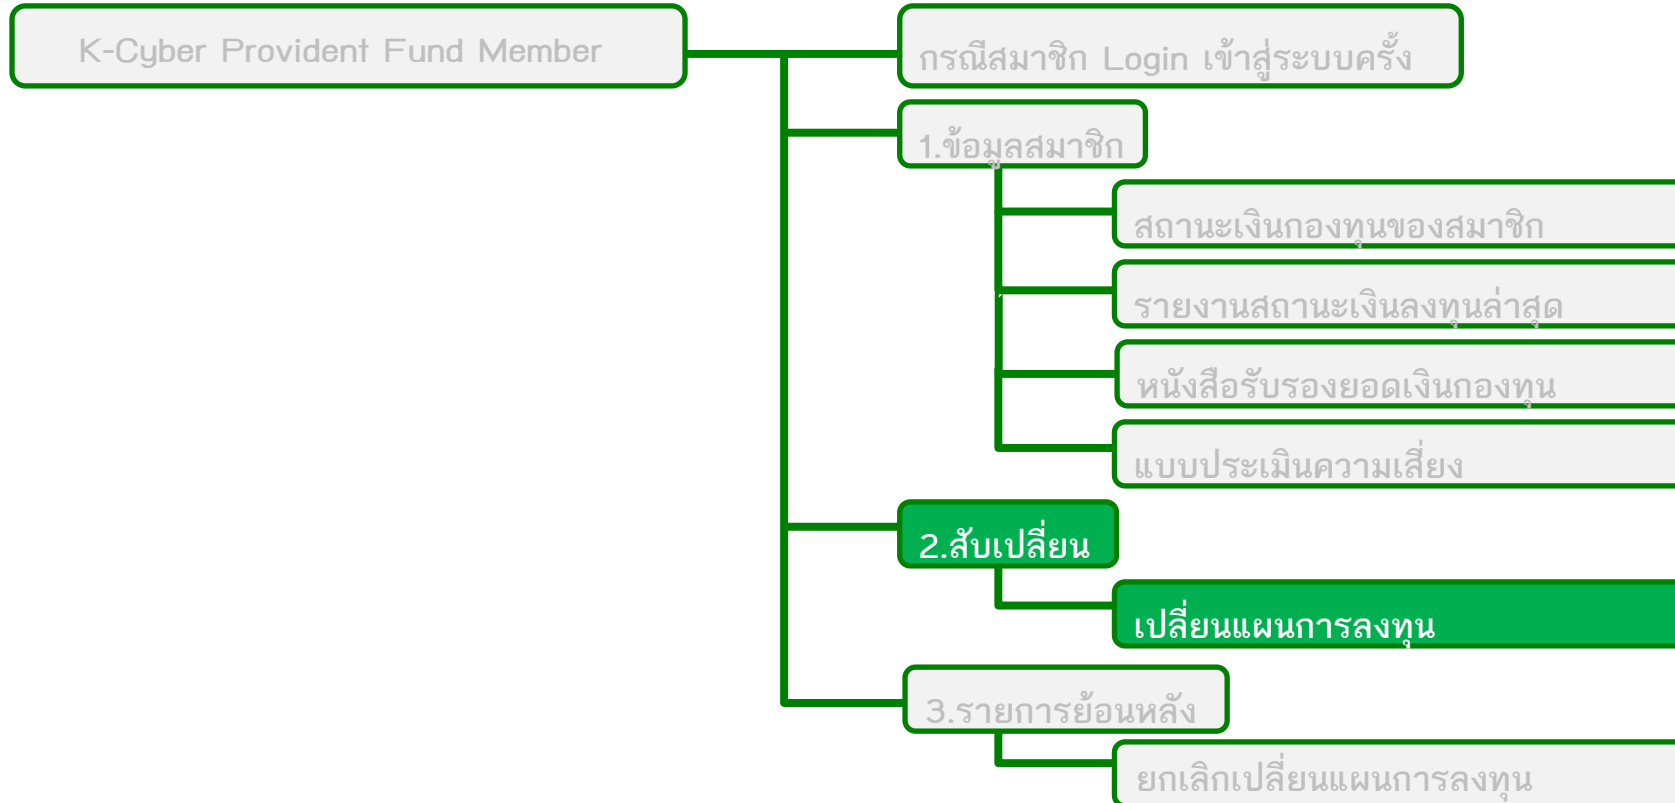 K-Cyber Provident Fund Member
กรณีสมาชิก Login เข้าสู่ระบบครั้ง
1.ข้อมูลสมาชิก
สถานะเงินกองทุนของสมาชิก
รายงานสถานะเงินลงทุนล่าสุด
หนังสือรับรองยอดเงินกองทุน
แบบประเมินความเสี่ยง
2.สับเปลี่ยน
เปลี่ยนแผนการลงทุน
3.รายการย้อนหลัง
ยกเลิกเปลี่ยนแผนการลงทุน